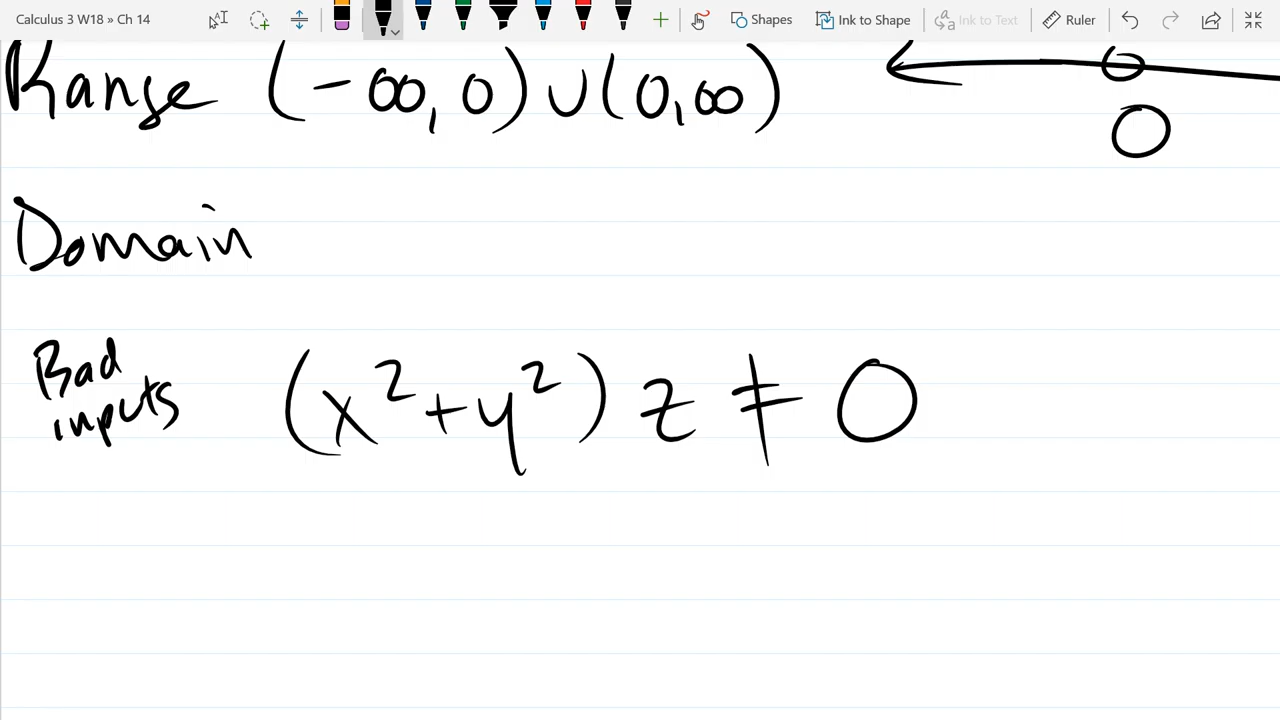 Calculus 3 W18 » Ch 14
Shapes
Ink to Shape
Ink to Text
Ruler
Range (-∞, 0) ∪ (0, ∞)
0
Domain
Bad
inputs
(x² + y²) z ≠ 0